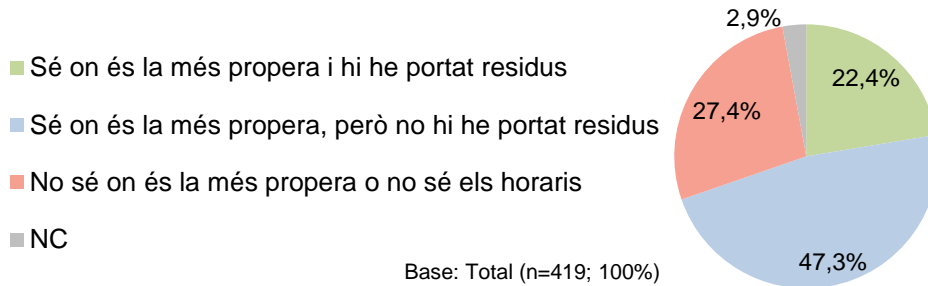 2,9%
Sé on és la més propera i hi he portat residus
22,4%
Sé on és la més propera, però no hi he portat residus
27,4%
No sé on és la més propera o no sé els horaris
NC
47,3%
Base: Total (n=419; 100%)